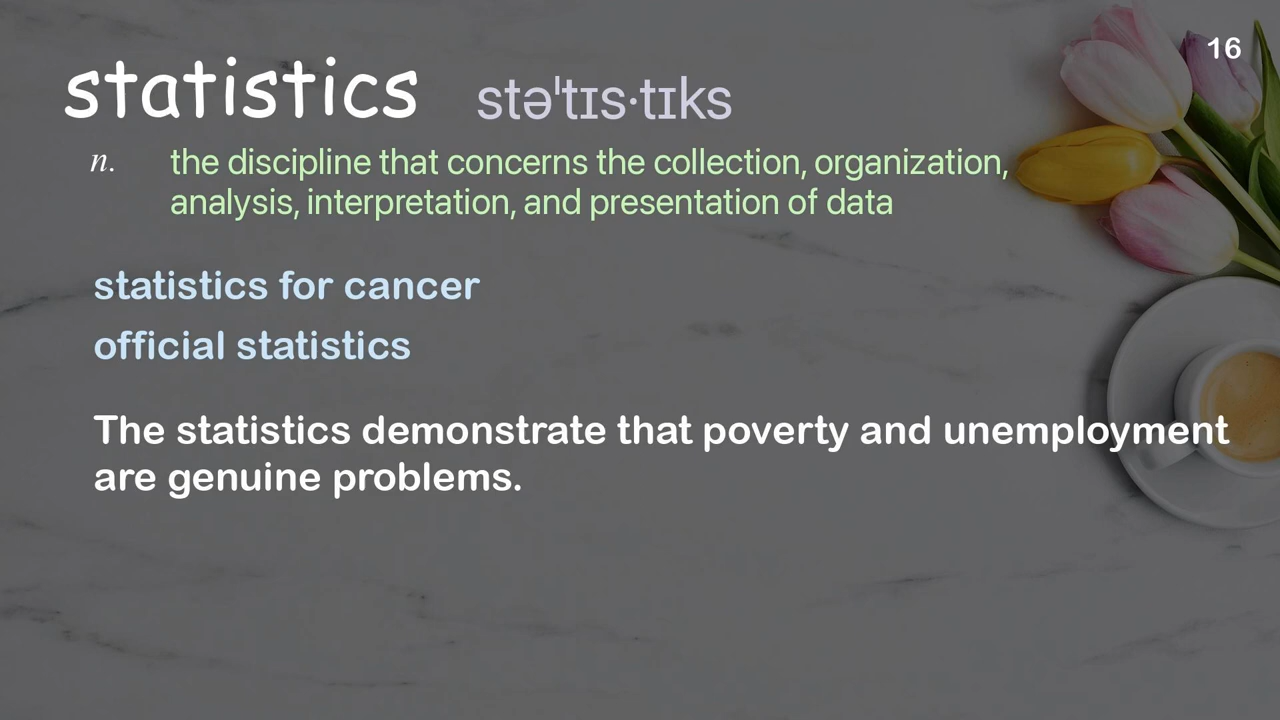 16
statistics stəˈtɪs·tɪks
n. the discipline that concerns the collection, organization,
analysis, interpretation, and presentation of data
statistics for cancer
official statistics
The statistics demonstrate that poverty and unemployment
are genuine problems.